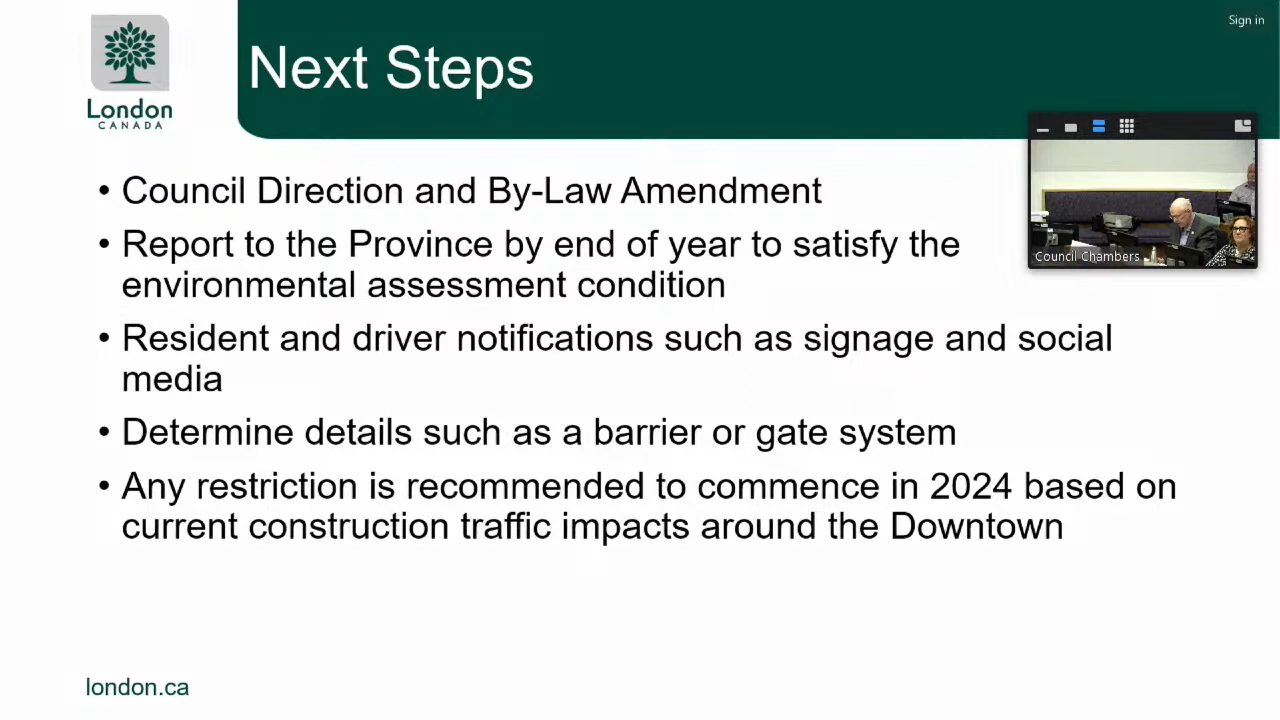 Sign in
Next Steps
London
CANADA
• Council Direction and By-Law Amendment
• Report to the Province by end of year to satisfy the
environmental assessment condition
Council Chambers
• Resident and driver notifications such as signage and social
media
• Determine details such as a barrier or gate system
• Any restriction is recommended to commence in 2024 based on
current construction traffic impacts around the Downtown
london.ca